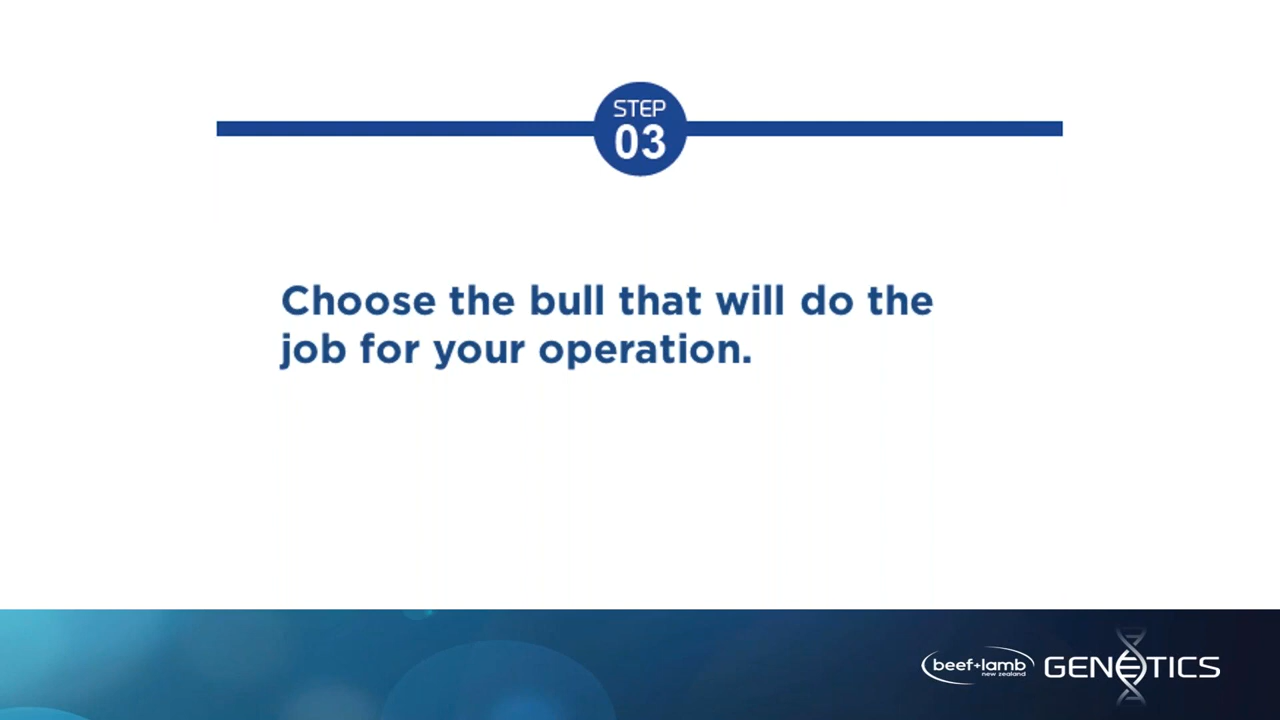 STEP
03
Choose the bull that will do the
job for your operation.
beef+lamb
new zealand
GENETICS